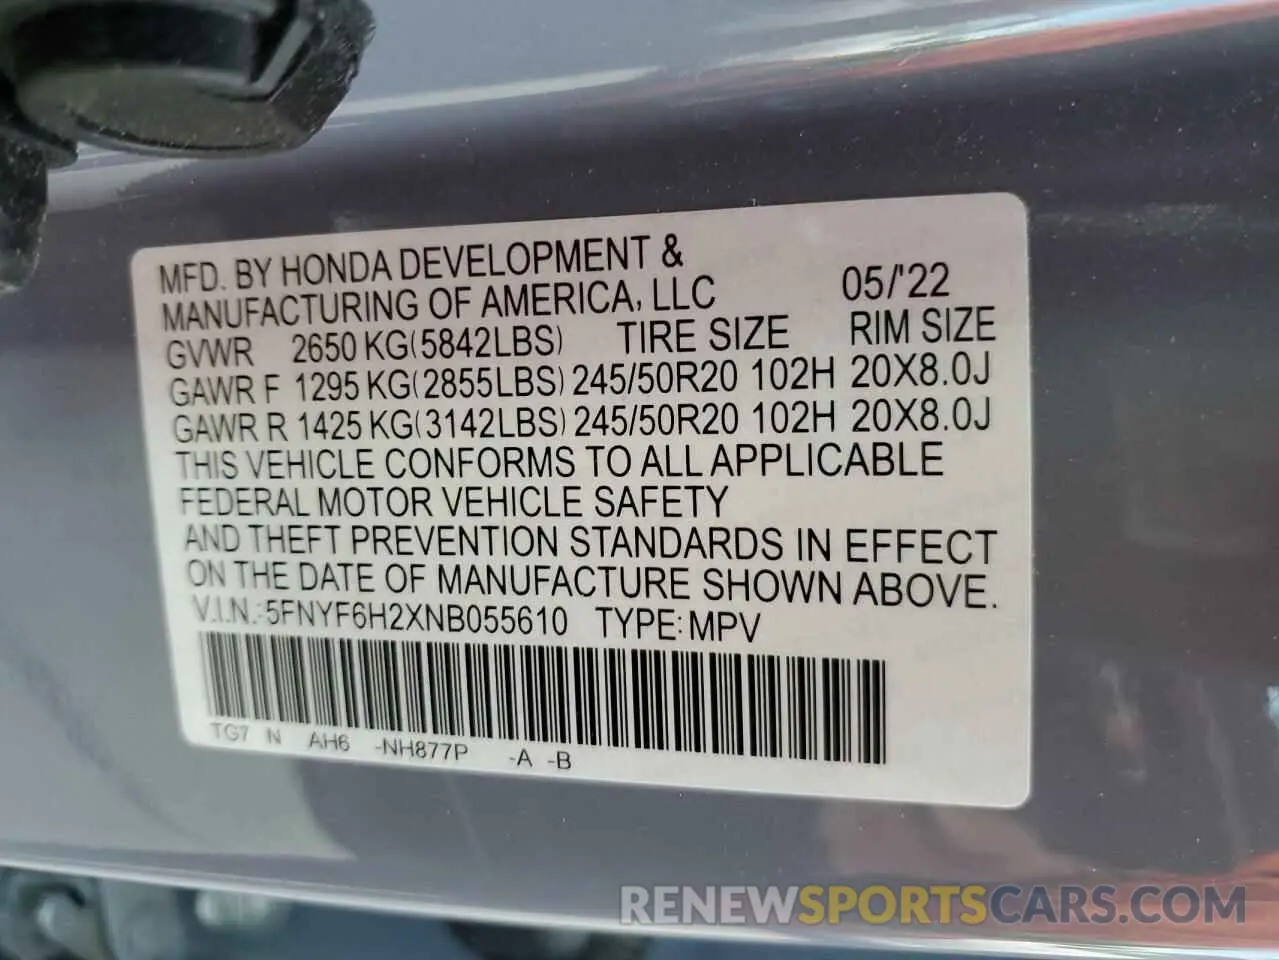 MFD. BY HONDA DEVELOPMENT &
MANUFACTURING OF AMERICA, LLC 05/'22
GVWR 2650 KG(5842LBS) TIRE SIZE RIM SIZE
GAWR F 1295 KG(2855LBS) 245/50R20 102H 20X8.0J
GAWR R 1425 KG(3142LBS) 245/50R20 102H 20X8.0J
THIS VEHICLE CONFORMS TO ALL APPLICABLE
FEDERAL MOTOR VEHICLE SAFETY
AND THEFT PREVENTION STANDARDS IN EFFECT
ON THE DATE OF MANUFACTURE SHOWN ABOVE.
V.I.N.:5FNYF6H2XNB055610 TYPE:MPV
TG7 N AH6 -NH877P -A -B
RENEWSPORTSCARS.COM